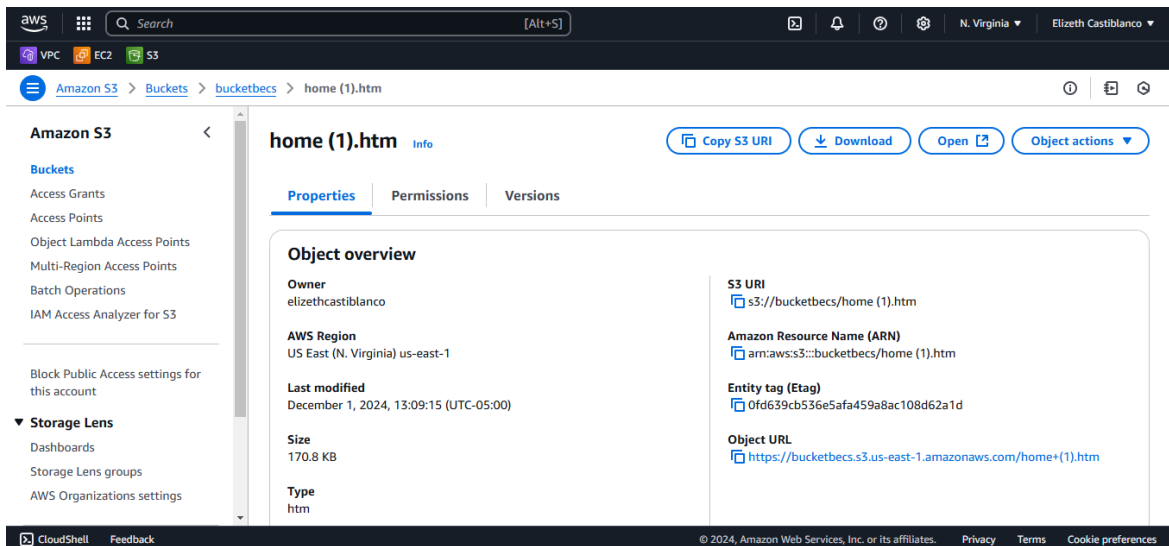 aws
Search [Alt+S] N. Virginia ▼ Elizeth Castiblanco ▼
VPC EC2 S3
Amazon S3 > Buckets > bucketbecs > home (1).htm
Amazon S3
Buckets
Access Grants
Access Points
Object Lambda Access Points
Multi-Region Access Points
Batch Operations
IAM Access Analyzer for S3
Block Public Access settings for
this account
▼ Storage Lens
Dashboards
Storage Lens groups
AWS Organizations settings
home (1).htm Info
Copy S3 URI Download Open Object actions ▼
Properties Permissions Versions
Object overview
Owner
elizethcastiblanco
AWS Region
US East (N. Virginia) us-east-1
Last modified
December 1, 2024, 13:09:15 (UTC-05:00)
Size
170.8 KB
Type
htm
S3 URI
s3://bucketbecs/home (1).htm
Amazon Resource Name (ARN)
arn:aws:s3:::bucketbecs/home (1).htm
Entity tag (Etag)
0fd639cb536e5afa459a8ac108d62a1d
Object URL
https://bucketbecs.s3.us-east-1.amazonaws.com/home+(1).htm
CloudShell Feedback © 2024, Amazon Web Services, Inc. or its affiliates. Privacy Terms Cookie preferences